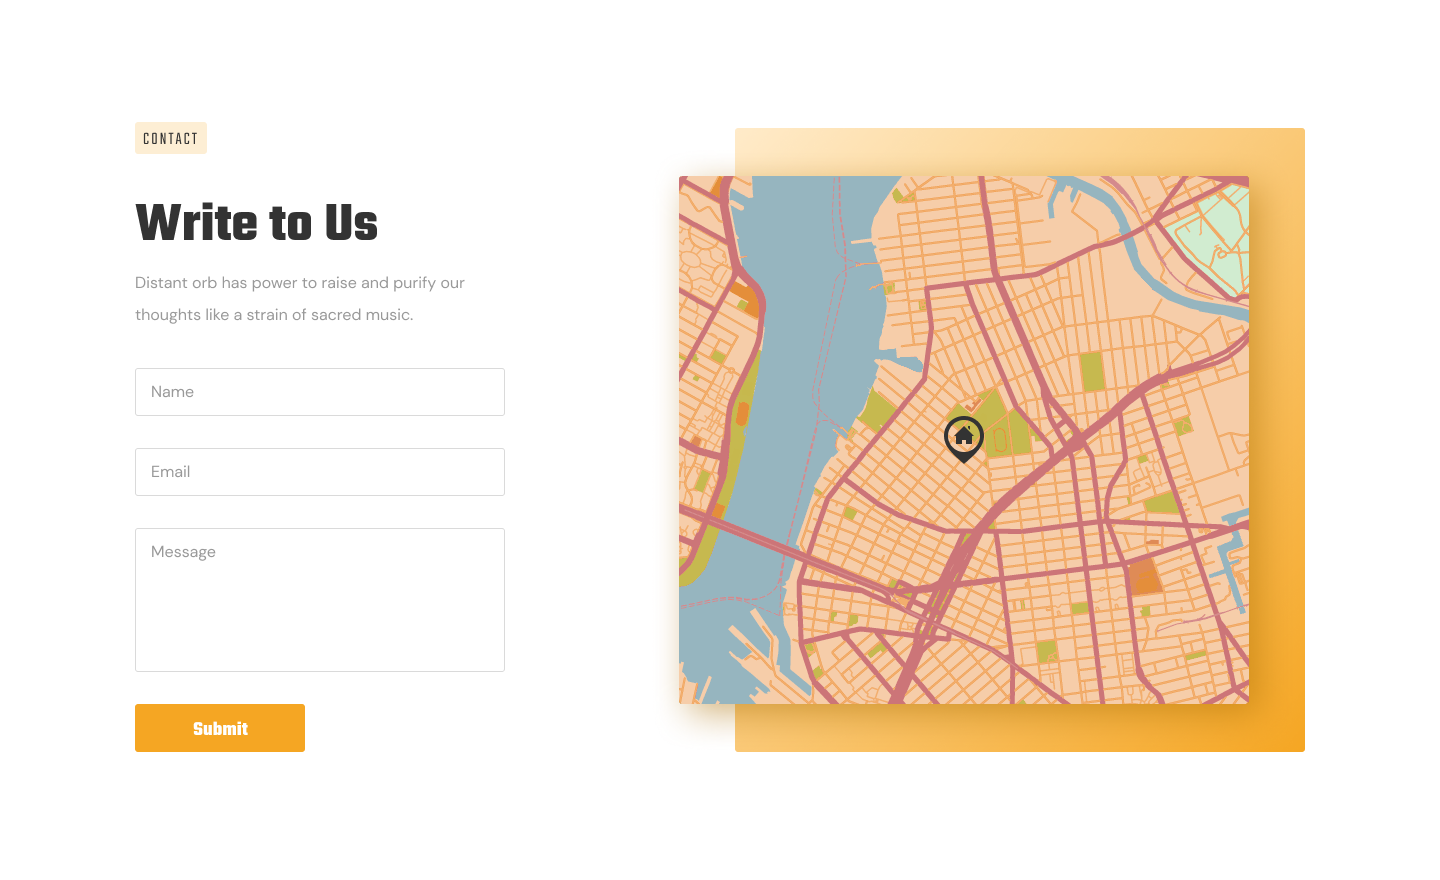 CONTACT
Write to Us
Distant orb has power to raise and purify our
thoughts like a strain of sacred music.
Name
Email
Message
Submit